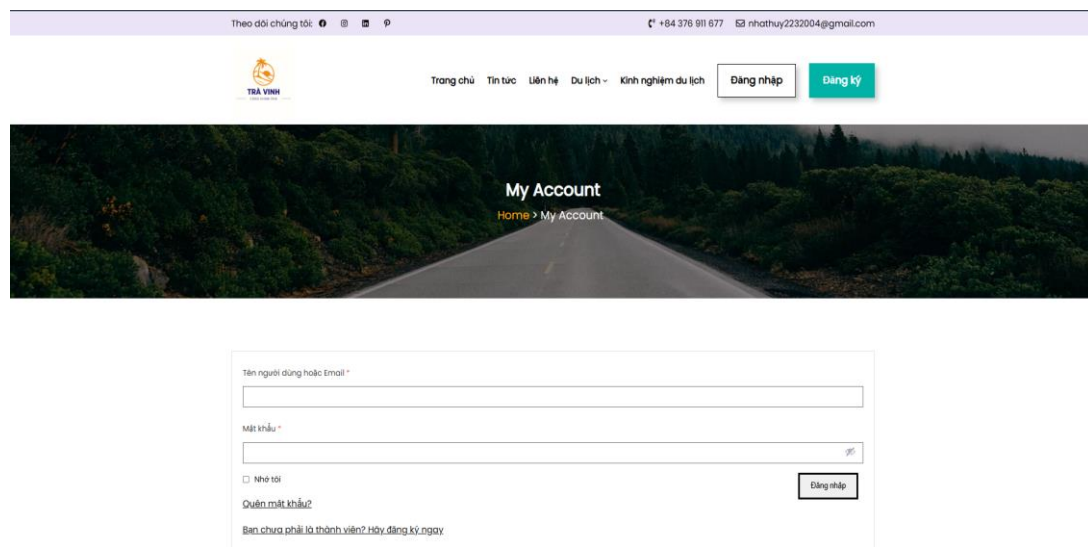 Theo dõi chúng tôi:
+84 376 911 677
nhathuy2232004@gmail.com
TRÀ VINH
Trang chủ
Tin tức
Liên hệ
Du lịch
Kinh nghiệm du lịch
Đăng nhập
Đăng ký
My Account
Home > My Account
Tên người dùng hoặc Email *
Mật khẩu *
Nhớ tôi
Đăng nhập
Quên mật khẩu?
Bạn chưa phải là thành viên? Hãy đăng ký ngay